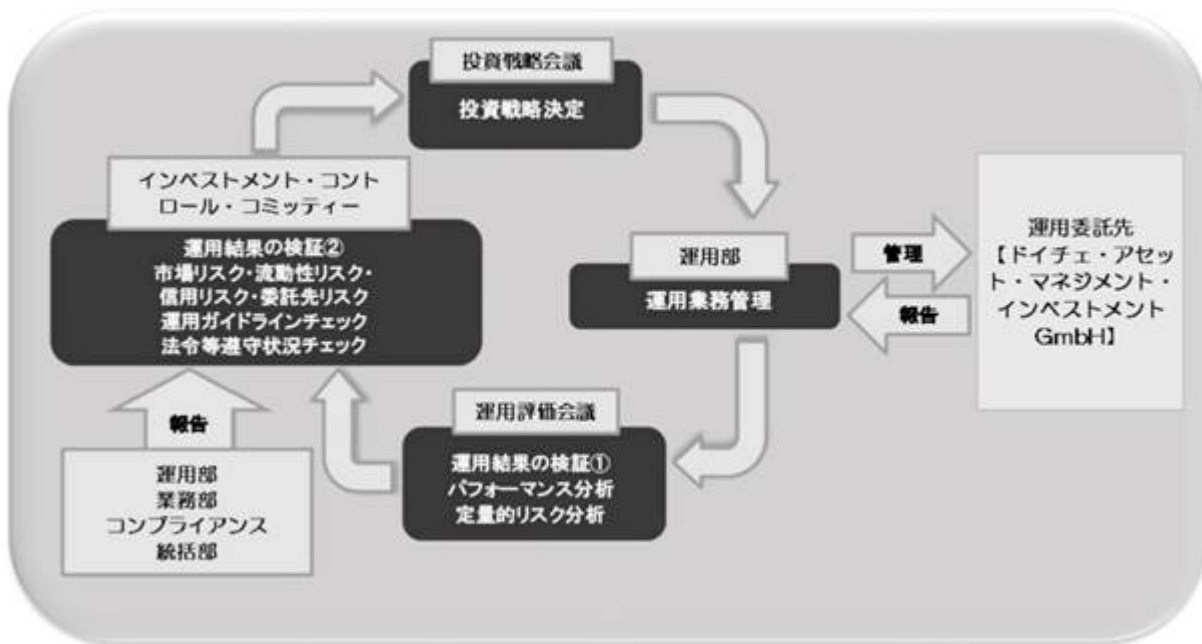 投資戦略会議
投資戦略決定
インベストメント・コント
ロール・コミッティー
運用結果の検証②
市場リスク・流動性リスク・
信用リスク・委託先リスク
運用ガイドラインチェック
法令等遵守状況チェック
運用部
運用業務管理
管理
報告
運用委託先
【ドイチェ・アセッ
ト・マネジメント・
インベストメント
GmbH】
運用評価会議
運用結果の検証①
パフォーマンス分析
定量的リスク分析
報告
運用部
業務部
コンプライアンス
統括部